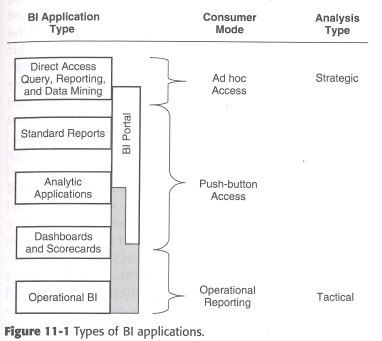 BI Application
Type
Consumer
Mode
Analysis
Type
Direct Access
Query, Reporting,
and Data Mining
Ad hoc
Access
Strategic
BI Portal
Standard Reports
Analytic
Applications
Push-button
Access
Dashboards
and Scorecards
Operational BI
Operational
Reporting
Tactical
Figure 11-1 Types of BI applications.